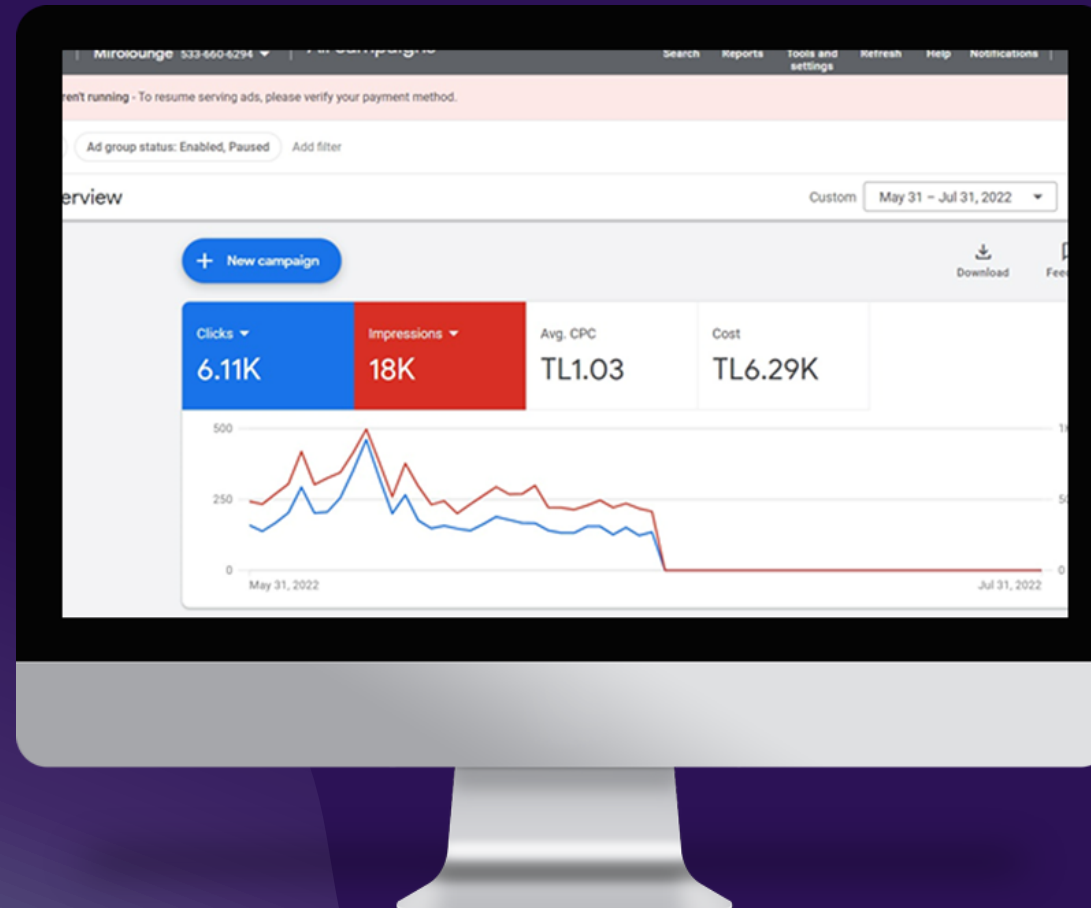 Mirolounge 533-660-6294
All campaigns
Search Reports Tools and settings Refresh Help Notifications
ren't running - To resume serving ads, please verify your payment method.
Ad group status: Enabled, Paused Add filter
erview
Custom May 31 – Jul 31, 2022
+ New campaign
Download
Clicks Impressions Avg. CPC Cost
6.11K 18K TL1.03 TL6.29K
500
250
0 0
May 31, 2022 Jul 31, 2022